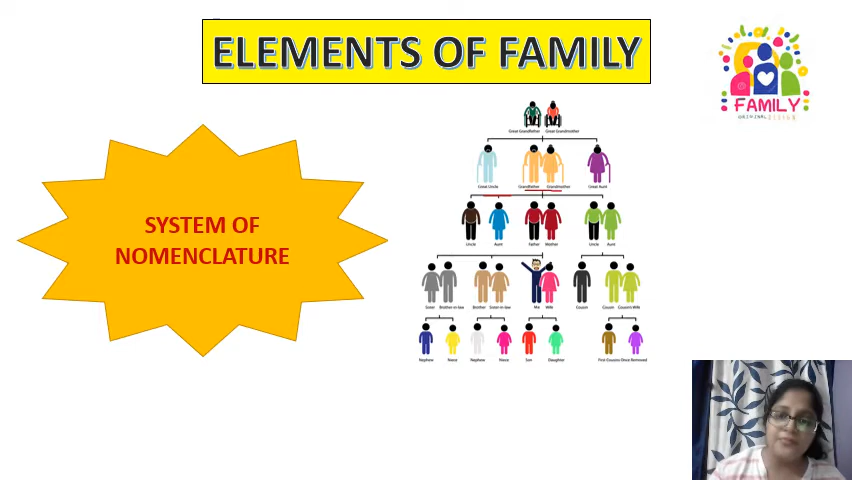 ELEMENTS OF FAMILY
FAMILY
ORIGINAL DESIGN
SYSTEM OF
NOMENCLATURE
Great Grandfather Great Grandmother
Great Uncle Grandfather Grandmother Great Aunt
Uncle Aunt Father Mother Uncle Aunt
Sister Brother-in-law Brother Sister-in-law Me Wife Cousin Cousin Cousin's Wife
Nephew Niece Nephew Niece Son Daughter First Cousins Once Removed